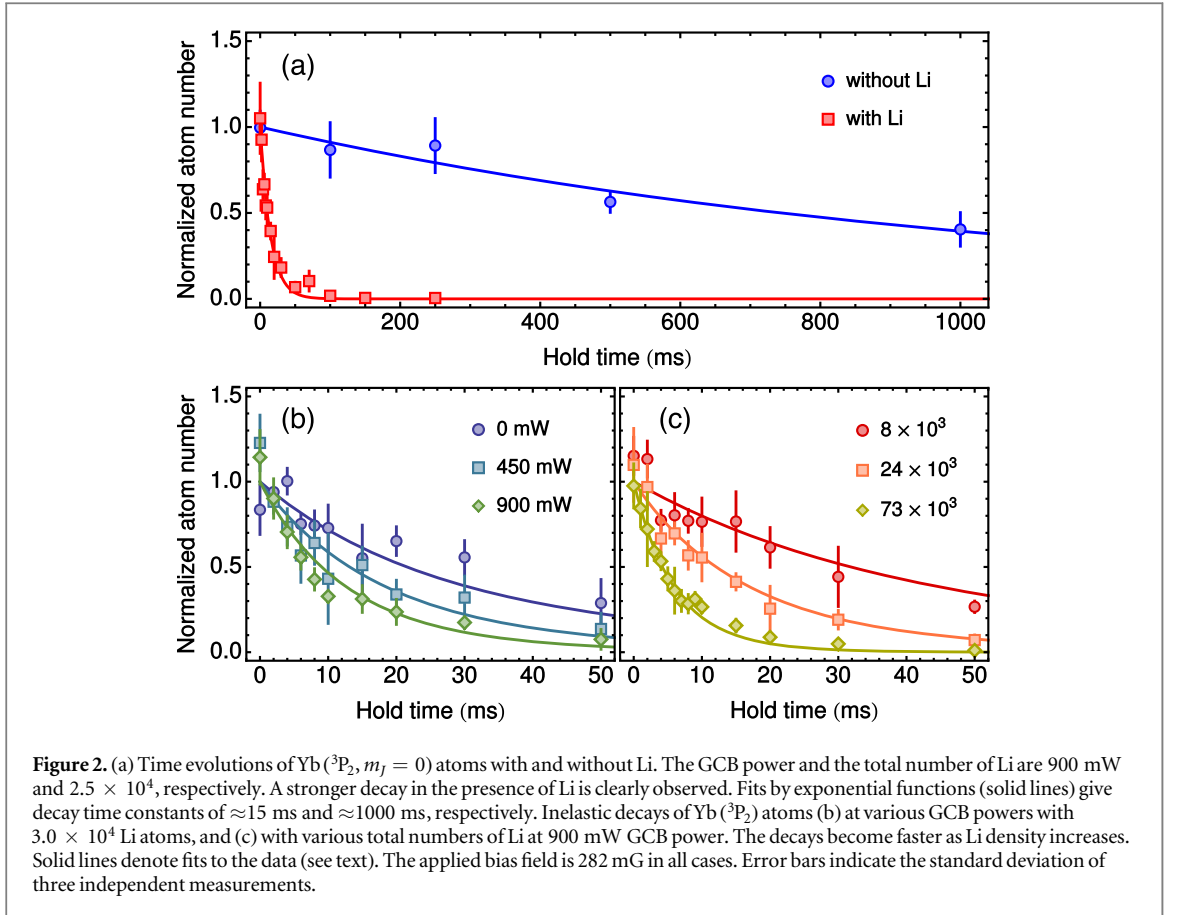 (a)
without Li
with Li
Normalized atom number
1.5
1.0
0.5
0.0
0 200 400 600 800 1000
Hold time (ms)
(b)
0 mW
450 mW
900 mW
Normalized atom number
1.5
1.0
0.5
0.0
0 10 20 30 40 50
Hold time (ms)
(c)
8 × 10³
24 × 10³
73 × 10³
0 10 20 30 40 50
Hold time (ms)
Figure 2. (a) Time evolutions of Yb (³P₂, m_J = 0) atoms with and without Li. The GCB power and the total number of Li are 900 mW
and 2.5 × 10⁴, respectively. A stronger decay in the presence of Li is clearly observed. Fits by exponential functions (solid lines) give
decay time constants of ≈15 ms and ≈1000 ms, respectively. Inelastic decays of Yb (³P₂) atoms (b) at various GCB powers with
3.0 × 10⁴ Li atoms, and (c) with various total numbers of Li at 900 mW GCB power. The decays become faster as Li density increases.
Solid lines denote fits to the data (see text). The applied bias field is 282 mG in all cases. Error bars indicate the standard deviation of
three independent measurements.